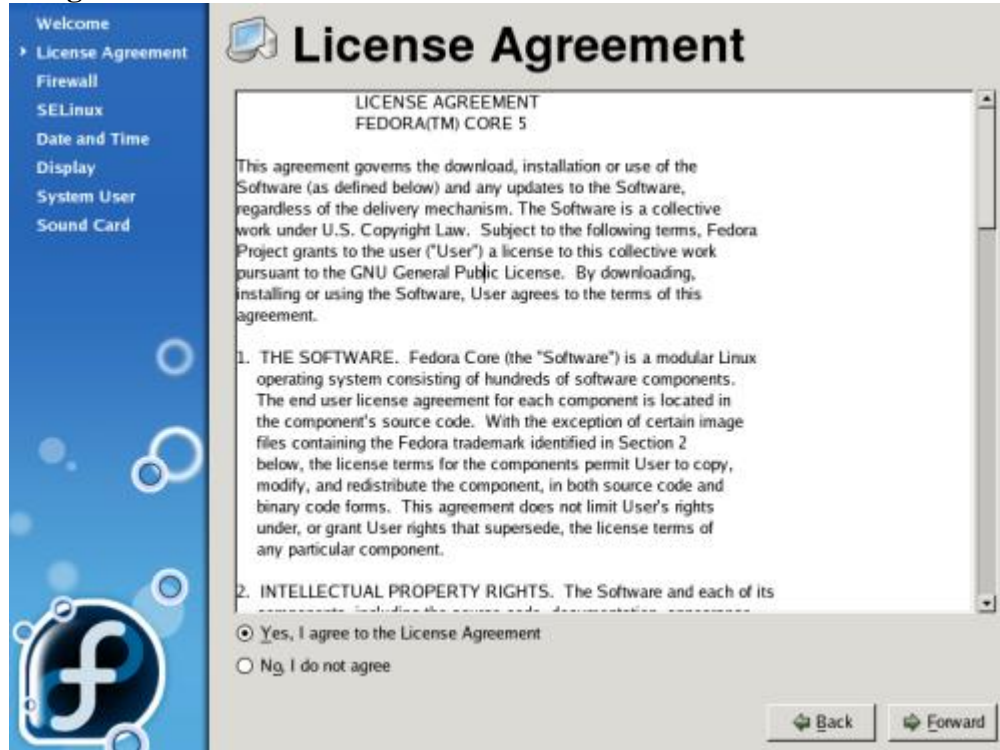 Welcome
License Agreement
Firewall
SELinux
Date and Time
Display
System User
Sound Card
License Agreement
LICENSE AGREEMENT
FEDORA(TM) CORE 5
This agreement governs the download, installation or use of the
Software (as defined below) and any updates to the Software,
regardless of the delivery mechanism. The Software is a collective
work under U.S. Copyright Law. Subject to the following terms, Fedora
Project grants to the user ("User") a license to this collective work
pursuant to the GNU General Public License. By downloading,
installing or using the Software, User agrees to the terms of this
agreement.
1. THE SOFTWARE. Fedora Core (the "Software") is a modular Linux
operating system consisting of hundreds of software components.
The end user license agreement for each component is located in
the component's source code. With the exception of certain image
files containing the Fedora trademark identified in Section 2
below, the license terms for the components permit User to copy,
modify, and redistribute the component, in both source code and
binary code forms. This agreement does not limit User's rights
under, or grant User rights that supersede, the license terms of
any particular component.
2. INTELLECTUAL PROPERTY RIGHTS. The Software and each of its
Yes, I agree to the License Agreement
No, I do not agree
Back
Forward